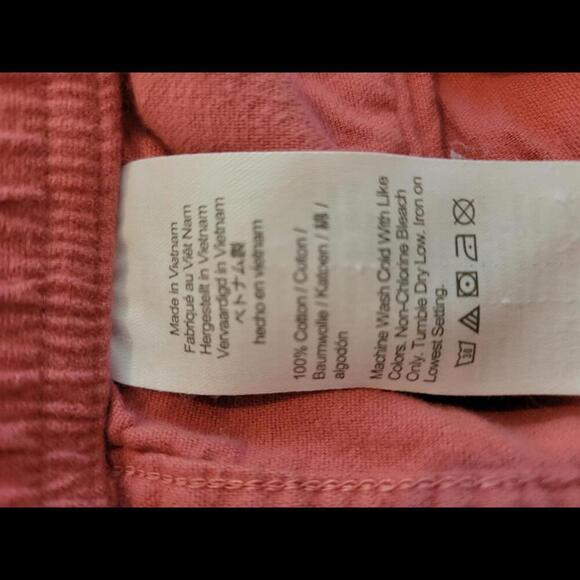 Made in Vietnam
Fabriqué au Viêt Nam
Hergestellt in Vietnam
Vervaardigd in Vietnam
ベトナム製
hecho en vietnam
100% Cotton / Coton /
Baumwolle / Katoen / 綿 /
algodón
Machine Wash Cold With Like
Colors. Non-Chlorine Bleach
Only. Tumble Dry Low. Iron on
Lowest Setting.
30